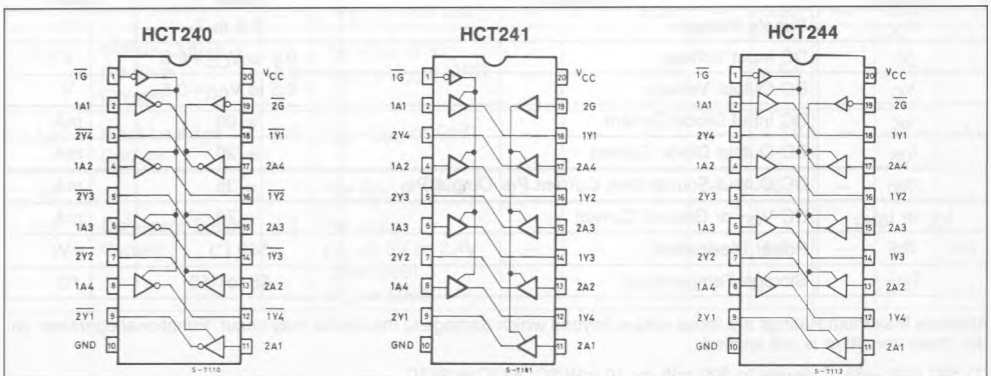 HCT240
1G 1 20 VCC
1A1 2 19 2G
2Y4 3 18 1Y1
1A2 4 17 2A4
2Y3 5 16 1Y2
1A3 6 15 2A3
2Y2 7 14 1Y3
1A4 8 13 2A2
2Y1 9 12 1Y4
GND 10 11 2A1
S-7110
HCT241
1G 1 20 VCC
1A1 2 19 2G
2Y4 3 18 1Y1
1A2 4 17 2A4
2Y3 5 16 1Y2
1A3 6 15 2A3
2Y2 7 14 1Y3
1A4 8 13 2A2
2Y1 9 12 1Y4
GND 10 11 2A1
S-7181
HCT244
1G 1 20 VCC
1A1 2 19 2G
2Y4 3 18 1Y1
1A2 4 17 2A4
2Y3 5 16 1Y2
1A3 6 15 2A3
2Y2 7 14 1Y3
1A4 8 13 2A2
2Y1 9 12 1Y4
GND 10 11 2A1
S-7112